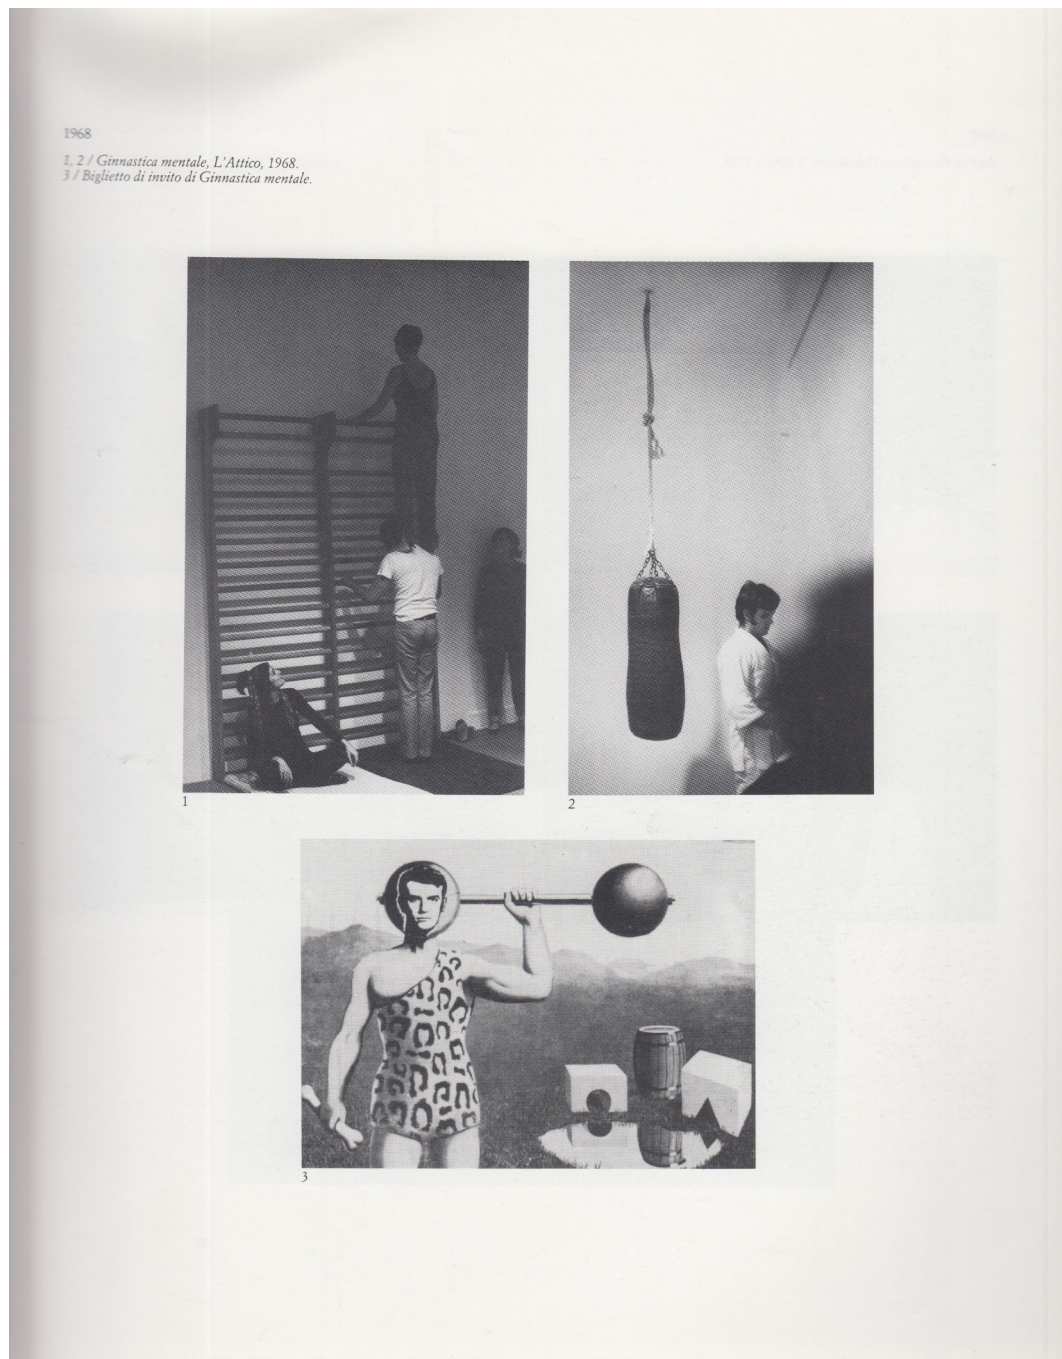 1968
1, 2 / Ginnastica mentale, L'Attico, 1968.
3 / Biglietto di invito di Ginnastica mentale.
1
2
3